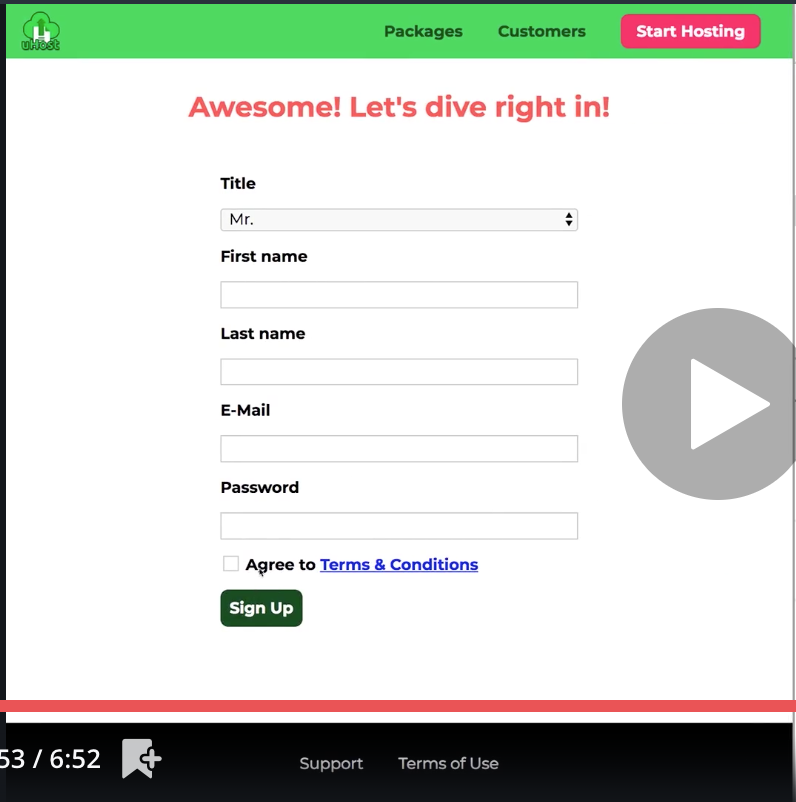 uHost
Packages
Customers
Start Hosting
Awesome! Let's dive right in!
Title
Mr.
First name
Last name
E-Mail
Password
Agree to Terms & Conditions
Sign Up
53 / 6:52
Support
Terms of Use